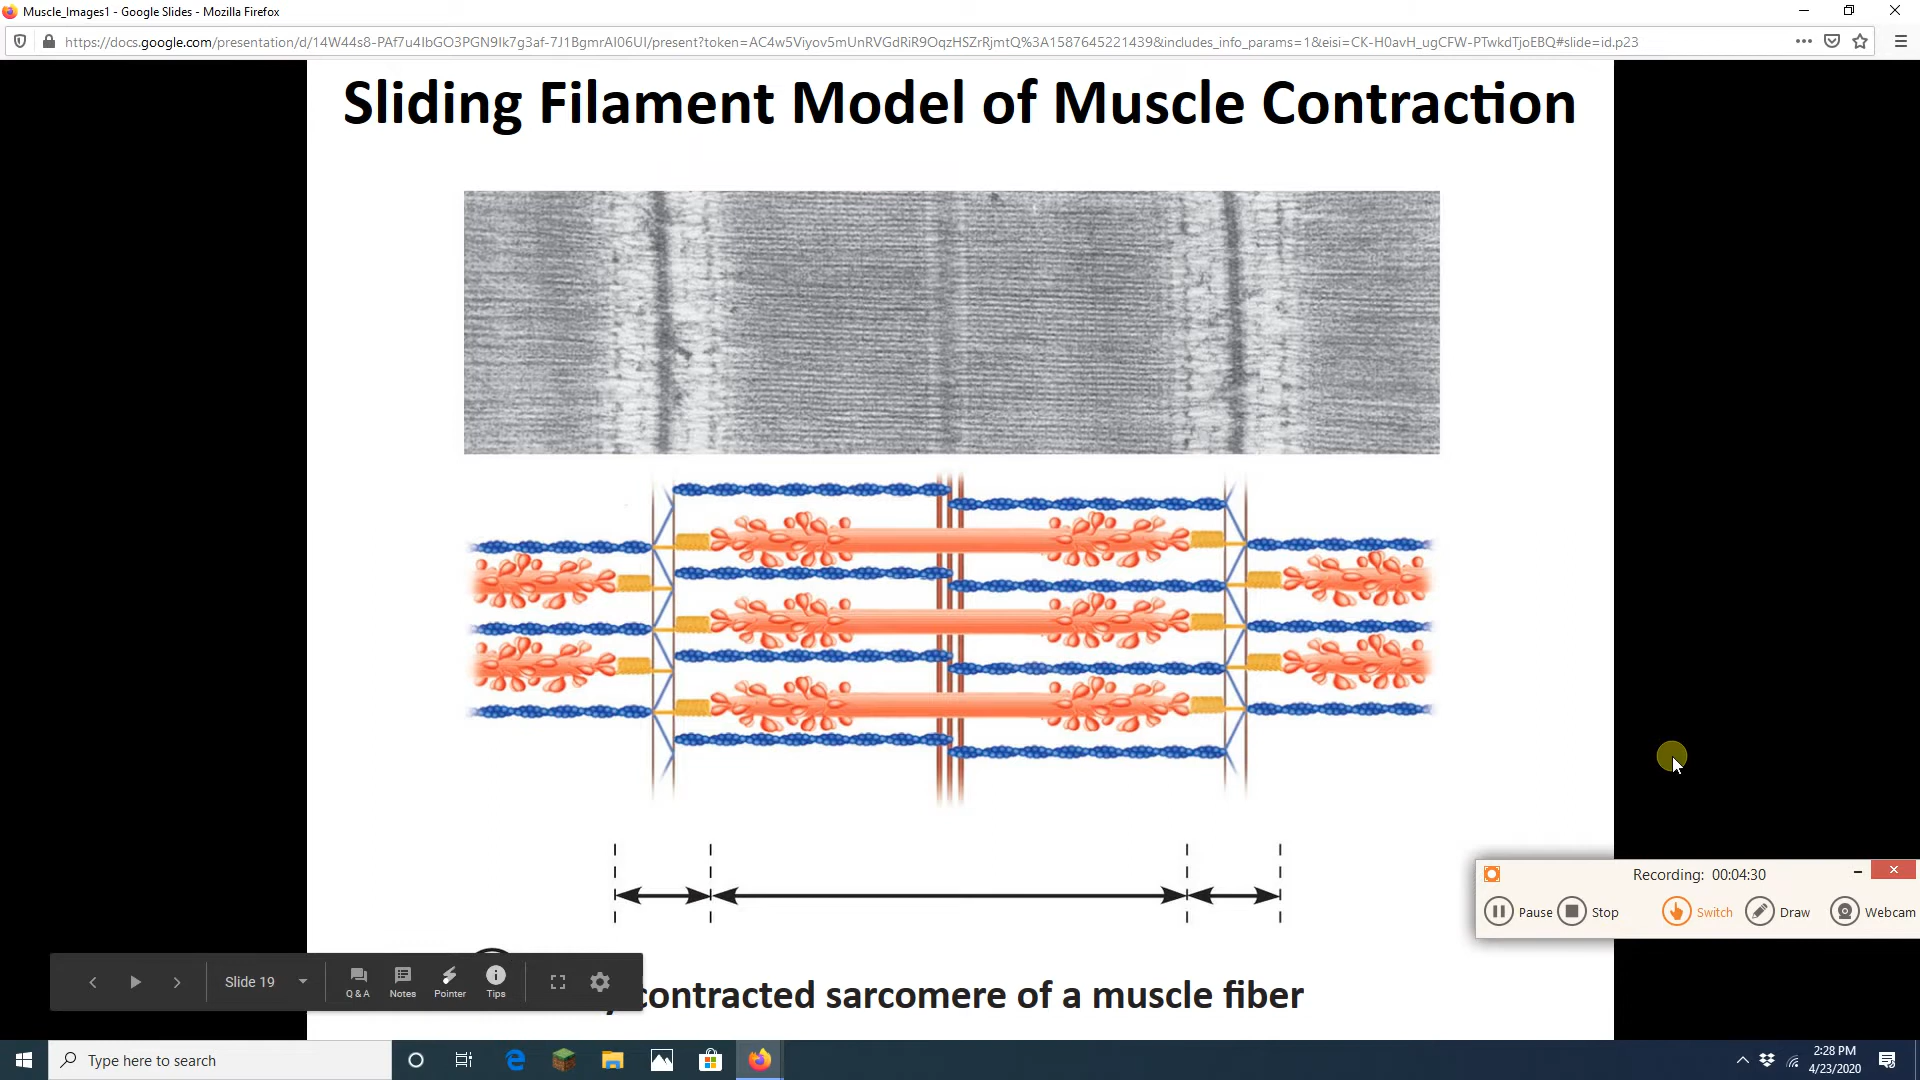 Muscle_Images1 - Google Slides - Mozilla Firefox
https://docs.google.com/presentation/d/14W44s8-PAf7u4IbGO3PGN9Ik7g3af-7J1BgmrAI06UI/present?token=AC4w5Viyov5mUnRVGdRiR9OqzHSZrRjmtQ%3A1587645221439&includes_info_params=1&eisi=CK-H0avH_ugCFW-PTwkdTjoEBQ#slide=id.p23
Sliding Filament Model of Muscle Contraction
Recording: 00:04:30
Pause Stop Switch Draw Webcam
Slide 19
Q & A Notes Pointer Tips
contracted sarcomere of a muscle fiber
Type here to search
2:28 PM
4/23/2020